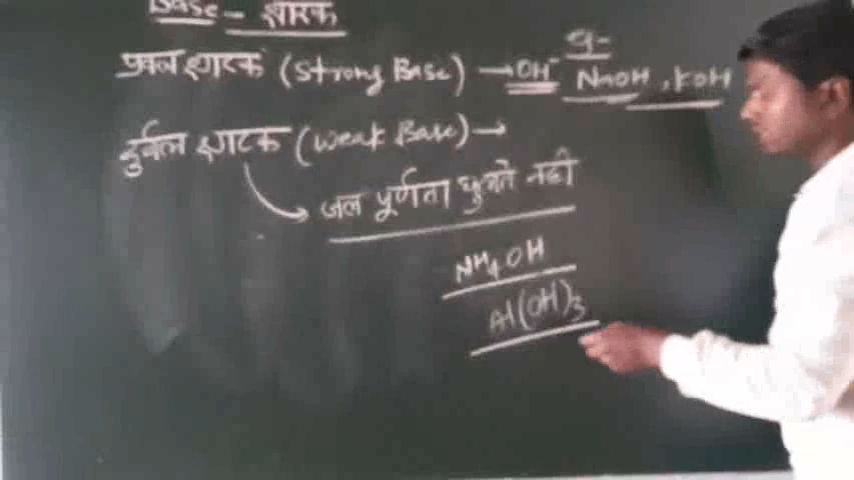 Base - क्षारक
प्रबल क्षारक (Strong Base) → OH⁻ eg- NaOH, KOH
दुर्बल क्षारक (Weak Base) →
जल पूर्णता घुलते नही
NH4OH
Al(OH)3